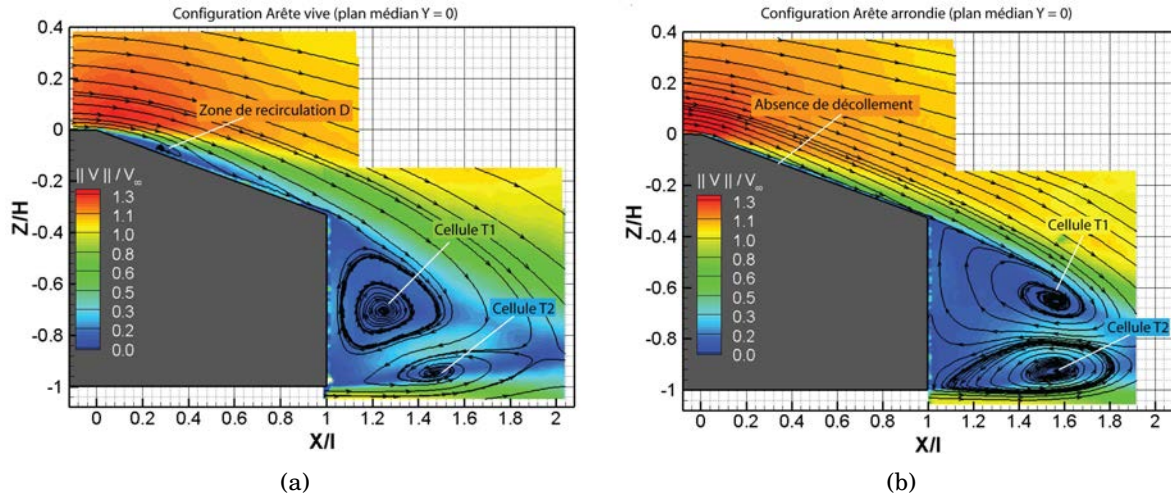 Configuration Arête vive (plan médian Y = 0)
0.4
0.2
0
-0.2
-0.4
-0.6
-0.8
-1
Z/H
Zone de recirculation D
|| V || / V∞
1.3
1.1
1.0
0.8
0.6
0.5
0.3
0.2
0.0
Cellule T1
Cellule T2
0 0.2 0.4 0.6 0.8 1 1.2 1.4 1.6 1.8 2
X/l
(a)
Configuration Arête arrondie (plan médian Y = 0)
0.4
0.2
0
-0.2
-0.4
-0.6
-0.8
-1
Z/H
Absence de décollement
|| V || / V∞
1.3
1.1
1.0
0.8
0.6
0.5
0.3
0.2
0.0
Cellule T1
Cellule T2
0 0.2 0.4 0.6 0.8 1 1.2 1.4 1.6 1.8 2
X/l
(b)